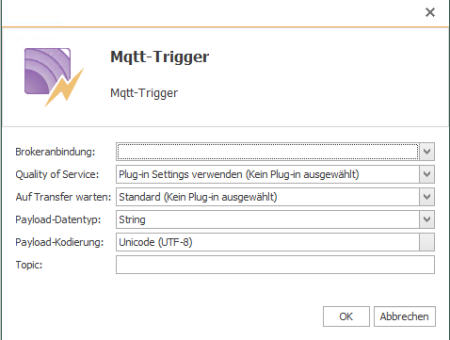 Mqtt-Trigger
Mqtt-Trigger
Brokeranbindung:
Quality of Service: Plug-in Settings verwenden (Kein Plug-in ausgewählt)
Auf Transfer warten: Standard (Kein Plug-in ausgewählt)
Payload-Datentyp: String
Payload-Kodierung: Unicode (UTF-8)
Topic:
OK Abbrechen